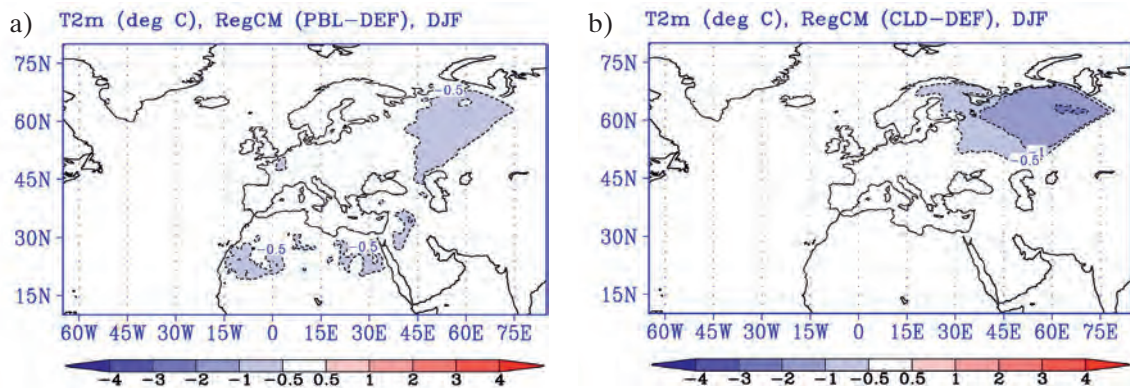 a)
T2m (deg C), RegCM (PBL-DEF), DJF
75N
60N
45N
30N
15N
-0.5
-0.5
-0.5
60W 45W 30W 15W 0 15E 30E 45E 60E 75E
-4 -3 -2 -1 -0.5 0.5 1 2 3 4
b)
T2m (deg C), RegCM (CLD-DEF), DJF
75N
60N
45N
30N
15N
-1
-0.5
60W 45W 30W 15W 0 15E 30E 45E 60E 75E
-4 -3 -2 -1 -0.5 0.5 1 2 3 4